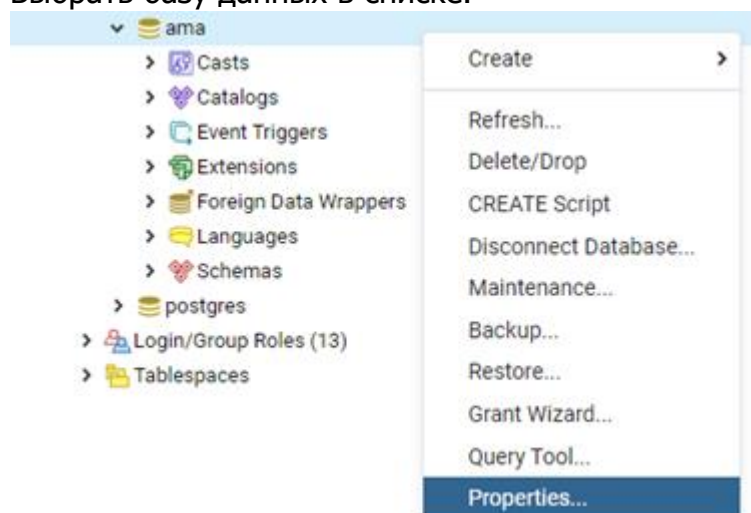 Выбрать базу данных в списке.
ama
Casts
Catalogs
Event Triggers
Extensions
Foreign Data Wrappers
Languages
Schemas
postgres
Login/Group Roles (13)
Tablespaces
Create
Refresh...
Delete/Drop
CREATE Script
Disconnect Database...
Maintenance...
Backup...
Restore...
Grant Wizard...
Query Tool...
Properties...